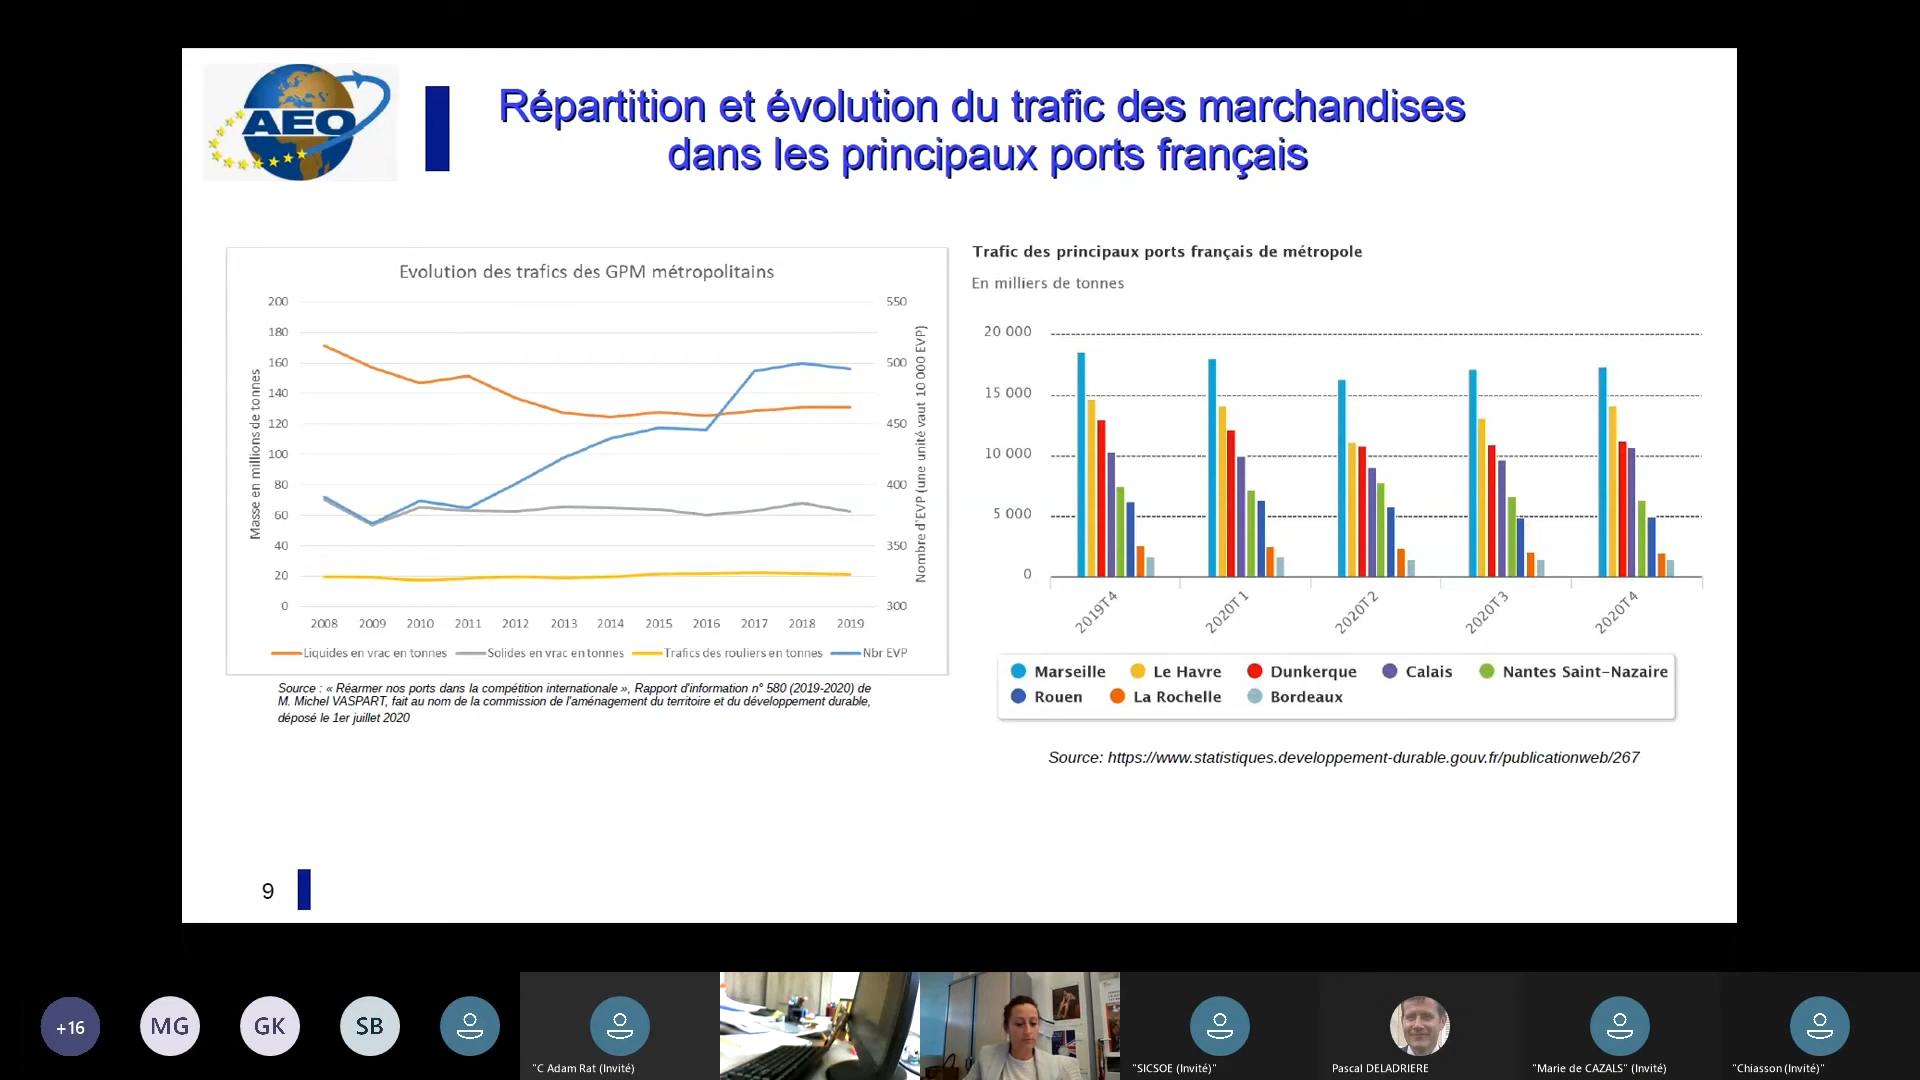 AEO
Répartition et évolution du trafic des marchandises
dans les principaux ports français
Evolution des trafics des GPM métropolitains
200
180
160
140
120
100
80
60
40
20
0
Masse en millions de tonnes
550
500
450
400
350
300
Nombre d'EVP (une unité vaut 10 000 EVP)
2008 2009 2010 2011 2012 2013 2014 2015 2016 2017 2018 2019
Liquides en vrac en tonnes Solides en vrac en tonnes Trafics des rouliers en tonnes Nbr EVP
Source : « Réarmer nos ports dans la compétition internationale », Rapport d'information n° 580 (2019-2020) de
M. Michel VASPART, fait au nom de la commission de l'aménagement du territoire et du développement durable,
déposé le 1er juillet 2020
Trafic des principaux ports français de métropole
En milliers de tonnes
20 000
15 000
10 000
5 000
0
2019T4 2020T1 2020T2 2020T3 2020T4
Marseille Le Havre Dunkerque Calais Nantes Saint-Nazaire
Rouen La Rochelle Bordeaux
Source: https://www.statistiques.developpement-durable.gouv.fr/publicationweb/267
9
+16 MG GK SB
"C Adam Rat (Invité)
"SICSOE (Invité)"
Pascal DELADRIERE
"Marie de CAZALS" (Invité)
"Chiasson (Invité)"